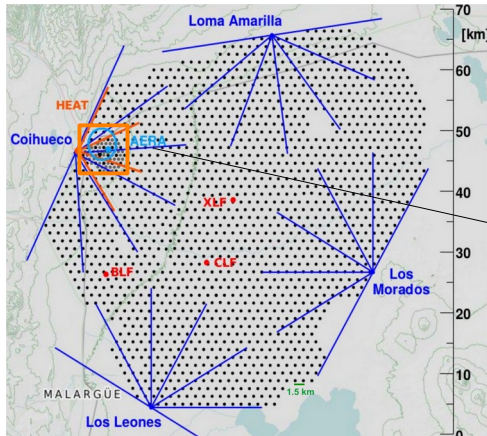 70
Loma Amarilla
[km]
60
HEAT
50
Coihueco
AERA
40
XLF
30
CLF
BLF
Los
Morados
20
10
1.5 km
MALARGÜE
Los Leones
0